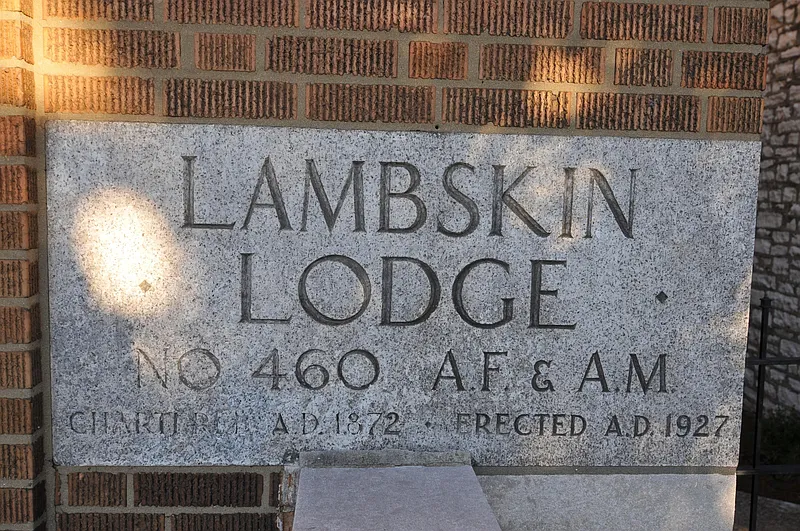 LAMBSKIN
LODGE
NO 460 A.F. & A.M.
CHARTERED A.D. 1872 · ERECTED A.D. 1927